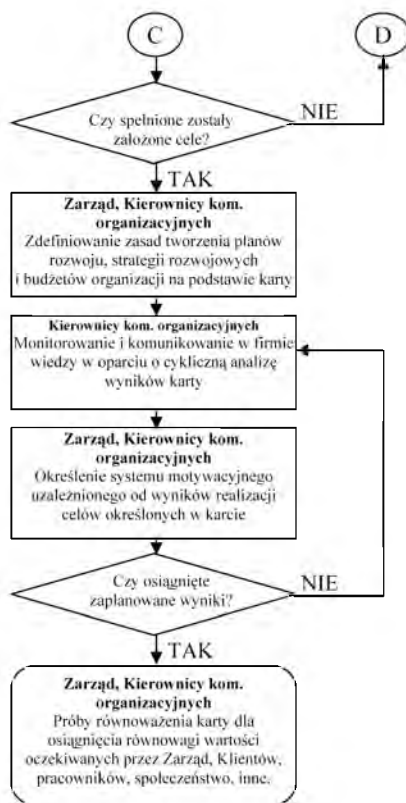 C
D
Czy spełnione zostały
założone cele?
NIE
TAK
Zarząd, Kierownicy kom.
organizacyjnych
Zdefiniowanie zasad tworzenia planów
rozwoju, strategii rozwojowych
i budżetów organizacji na podstawie karty
Kierownicy kom. organizacyjnych
Monitorowanie i komunikowanie w firmie
wiedzy w oparciu o cykliczną analizę
wyników karty
Zarząd, Kierownicy kom.
organizacyjnych
Określenie systemu motywacyjnego
uzależnionego od wyników realizacji
celów określonych w karcie
Czy osiągnięte
zaplanowane wyniki?
NIE
TAK
Zarząd, Kierownicy kom.
organizacyjnych
Próby równoważenia karty dla
osiągnięcia równowagi wartości
oczekiwanych przez Zarząd, Klientów,
pracowników, społeczeństwo, inne.